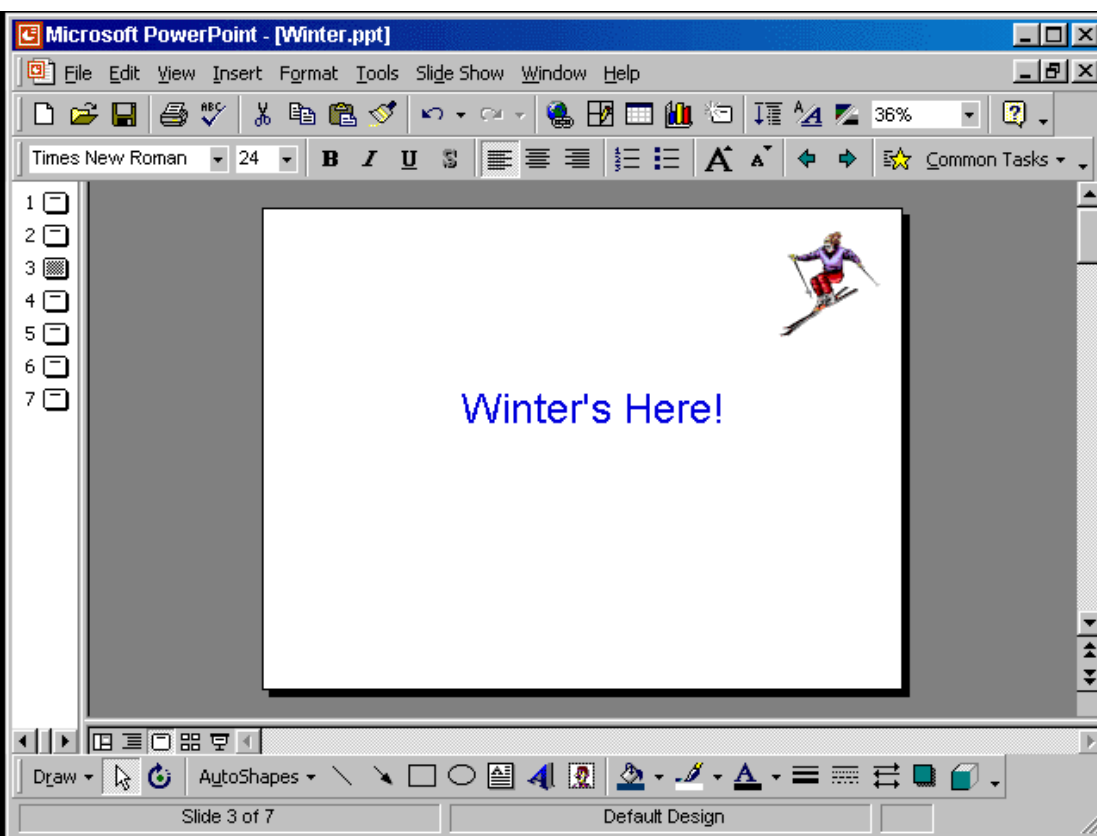 Microsoft PowerPoint - [Winter.ppt]
File Edit View Insert Format Tools Slide Show Window Help
ABC 36%
Times New Roman 24 B I U S A A Common Tasks
1
2
3
4
5
6
7
Winter's Here!
Draw AutoShapes A A
Slide 3 of 7 Default Design